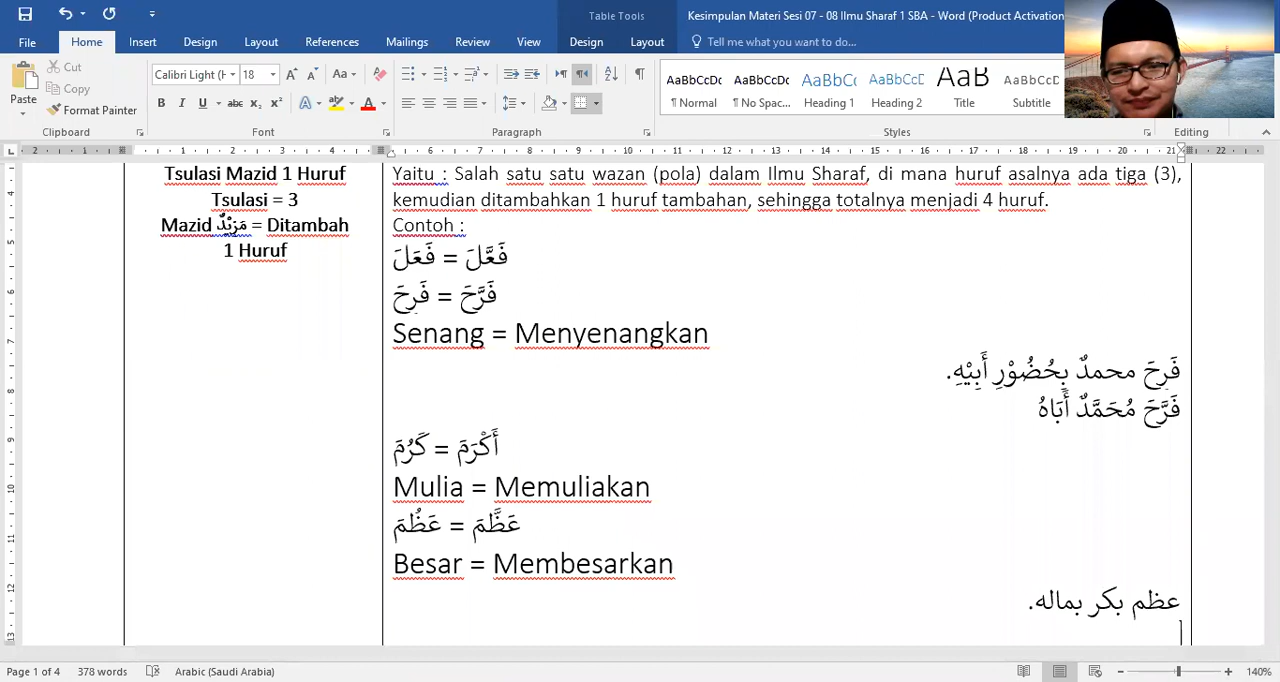 Table Tools
Kesimpulan Materi Sesi 07 - 08 Ilmu Sharaf 1 SBA - Word (Product Activation
File Home Insert Design Layout References Mailings Review View Design Layout Tell me what you want to do...
Cut
Copy
Format Painter
Paste
Calibri Light (H 18
AaBbCcDc AaBbCcDc AaBbCc AaBbCcD AaB AaBbCcD
¶ Normal ¶ No Spac... Heading 1 Heading 2 Title Subtitle
Clipboard Font Paragraph Styles Editing
Tsulasi Mazid 1 Huruf
Tsulasi = 3
Mazid مَزِيْدٌ = Ditambah
1 Huruf
Yaitu : Salah satu satu wazan (pola) dalam Ilmu Sharaf, di mana huruf asalnya ada tiga (3),
kemudian ditambahkan 1 huruf tambahan, sehingga totalnya menjadi 4 huruf.
Contoh :
فَعَلَ = فَعَّلَ
فَرِحَ = فَرَّحَ
Senang = Menyenangkan
فَرِحَ محمدٌ بِحُضُوْرِ أَبِيْهِ.
فَرَّحَ مُحَمَّدٌ أَبَاهُ
كَرُمَ = أَكْرَمَ
Mulia = Memuliakan
عَظُمَ = عَظَّمَ
Besar = Membesarkan
عظم بكر بماله.
Page 1 of 4 378 words Arabic (Saudi Arabia) 140%